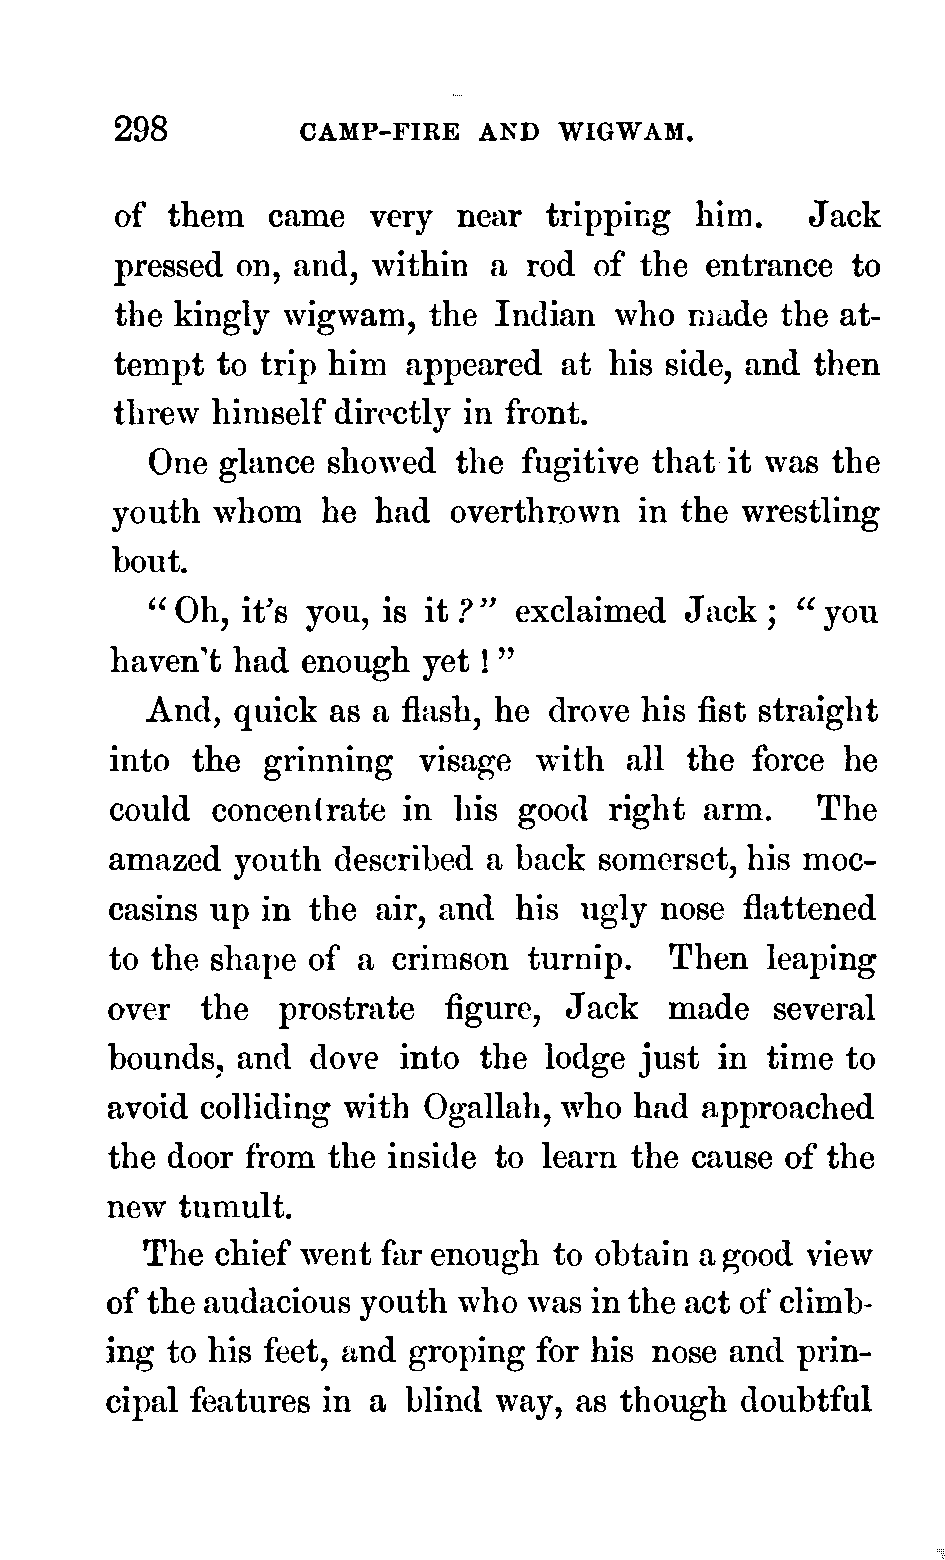 298 CAMP-FIRE AND WIGWAM.
of them came very near tripping him. Jack
pressed on, and, within a rod of the entrance to
the kingly wigwam, the Indian who made the at-
tempt to trip him appeared at his side, and then
threw himself directly in front.
One glance showed the fugitive that it was the
youth whom he had overthrown in the wrestling
bout.
"Oh, it's you, is it?" exclaimed Jack; "you
haven't had enough yet!"
And, quick as a flash, he drove his fist straight
into the grinning visage with all the force he
could concentrate in his good right arm. The
amazed youth described a back somerset, his moc-
casins up in the air, and his ugly nose flattened
to the shape of a crimson turnip. Then leaping
over the prostrate figure, Jack made several
bounds, and dove into the lodge just in time to
avoid colliding with Ogallah, who had approached
the door from the inside to learn the cause of the
new tumult.
The chief went far enough to obtain a good view
of the audacious youth who was in the act of climb-
ing to his feet, and groping for his nose and prin-
cipal features in a blind way, as though doubtful